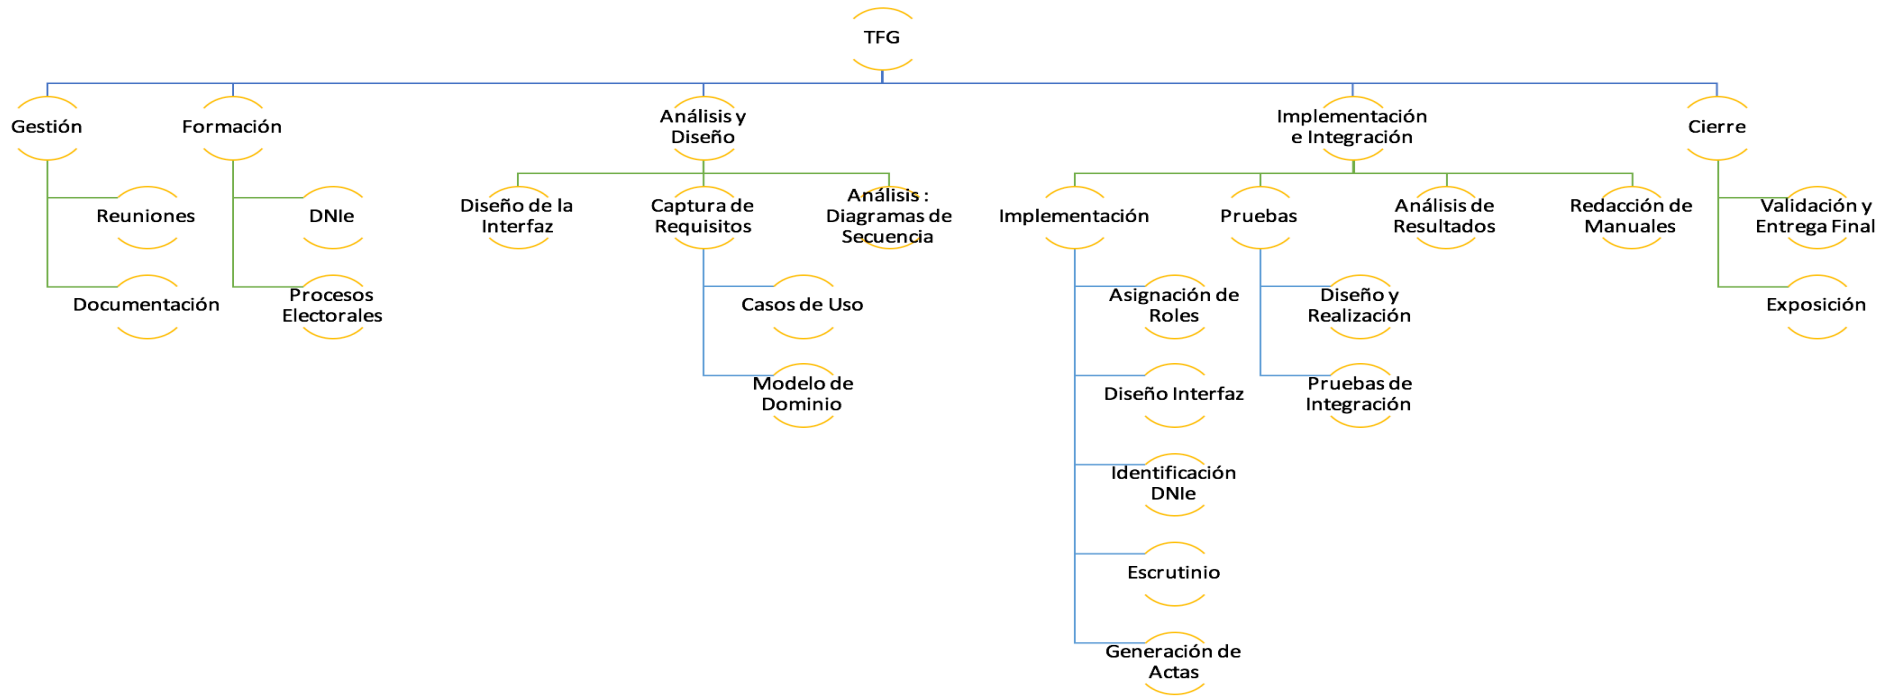 TFG
Gestión
Formación
Análisis y
Diseño
Implementación
e Integración
Cierre
Reuniones
DNIe
Diseño de la
Interfaz
Captura de
Requisitos
Análisis :
Diagramas de
Secuencia
Implementación
Pruebas
Análisis de
Resultados
Redacción de
Manuales
Validación y
Entrega Final
Documentación
Procesos
Electorales
Casos de Uso
Asignación de
Roles
Diseño y
Realización
Exposición
Modelo de
Dominio
Diseño Interfaz
Pruebas de
Integración
Identificación
DNIe
Escrutinio
Generación de
Actas